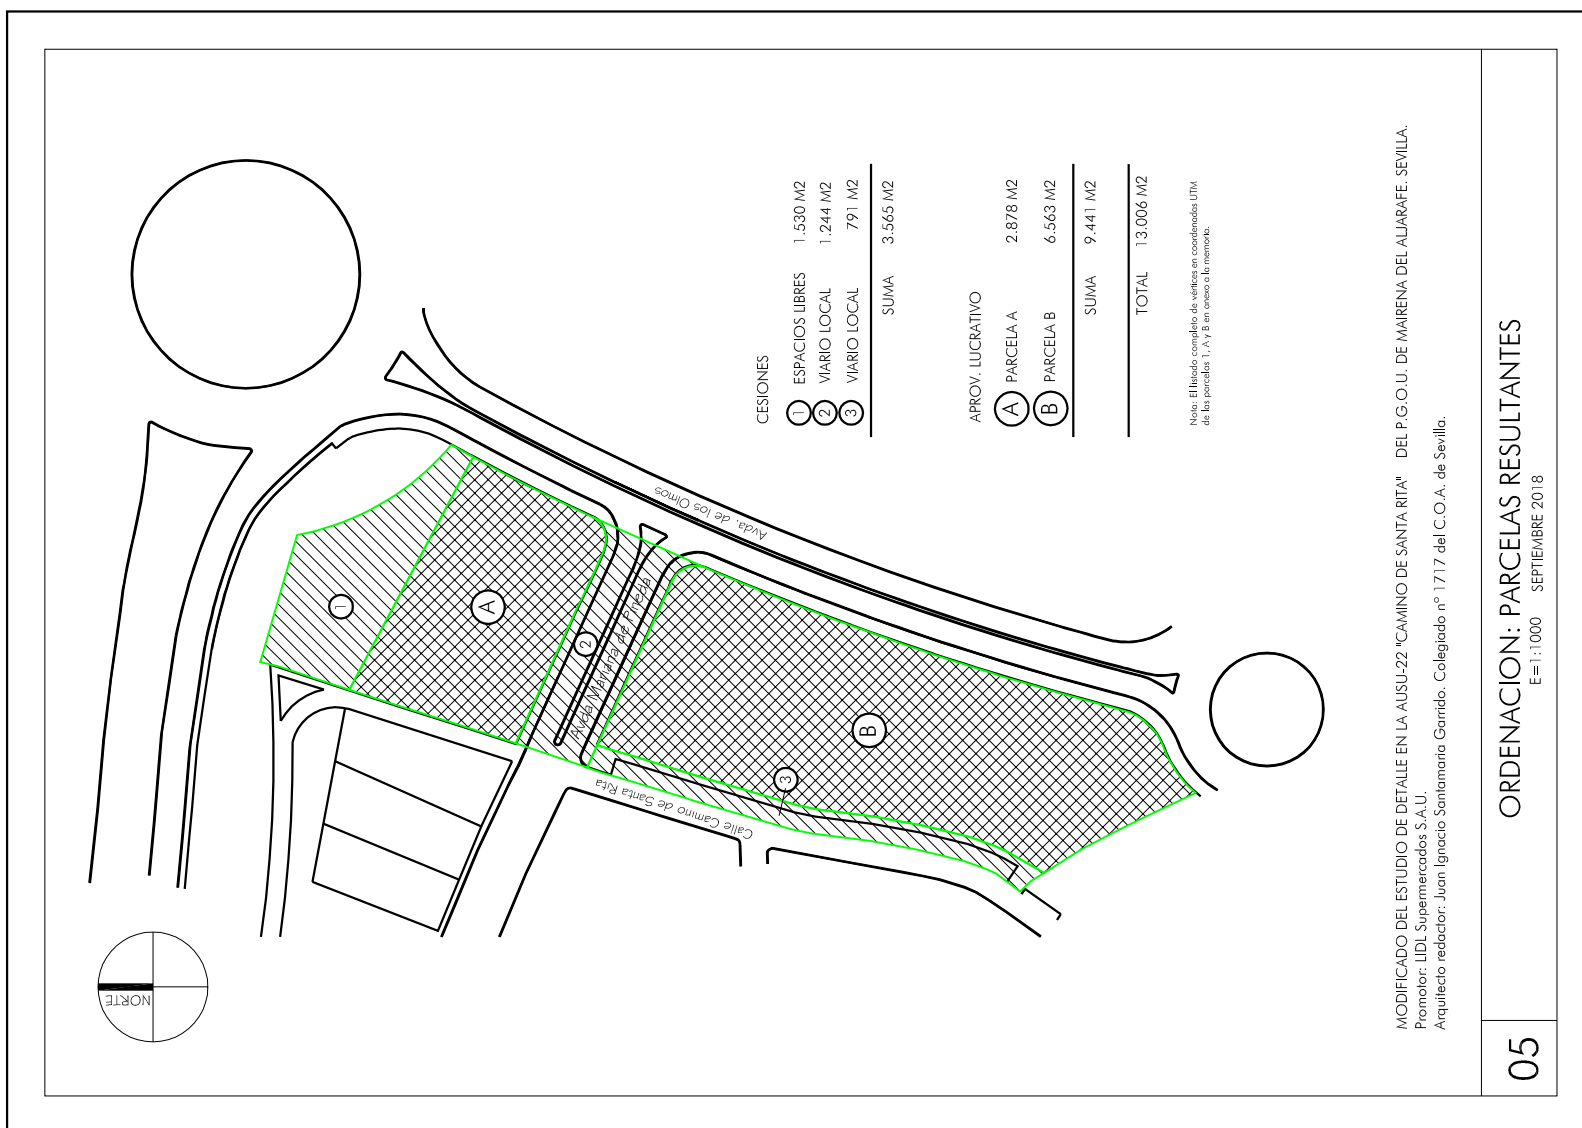 CESIONES
1 ESPACIOS LIBRES 1.530 M2
2 VIARIO LOCAL 1.244 M2
3 VIARIO LOCAL 791 M2
SUMA 3.565 M2
APROV. LUCRATIVO
A PARCELA A 2.878 M2
B PARCELA B 6.563 M2
SUMA 9.441 M2
TOTAL 13.006 M2
Nota: El listado completo de vértices en coordenadas UTM
de las parcelas 1, A y B en anexo a la memoria.
1
A
2
B
3
Avda. de los Olmos
Avda Mariana de Pineda
Calle Camino de Santa Rita
NORTE
MODIFICADO DEL ESTUDIO DE DETALLE EN LA AUSU-22 "CAMINO DE SANTA RITA" DEL P.G.O.U. DE MAIRENA DEL ALJARAFE. SEVILLA.
Promotor: LIDL Supermercados S.A.U.
Arquitecto redactor: Juan Ignacio Santamaria Garrido. Colegiado nº 1717 del C.O.A. de Sevilla.
05
ORDENACION: PARCELAS RESULTANTES
E=1:1000 SEPTIEMBRE 2018